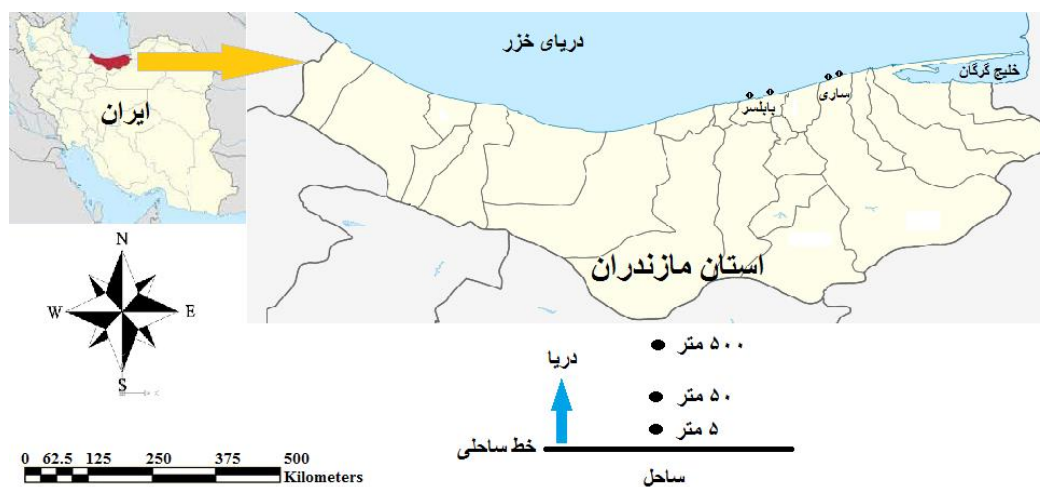 ایران
دریای خزر
خلیج گرگان
ساری
بابلسر
استان مازندران
N
W
E
S
۵۰۰ متر
دریا
۵۰ متر
۵ متر
خط ساحلی
ساحل
0 62.5 125 250 375 500
Kilometers